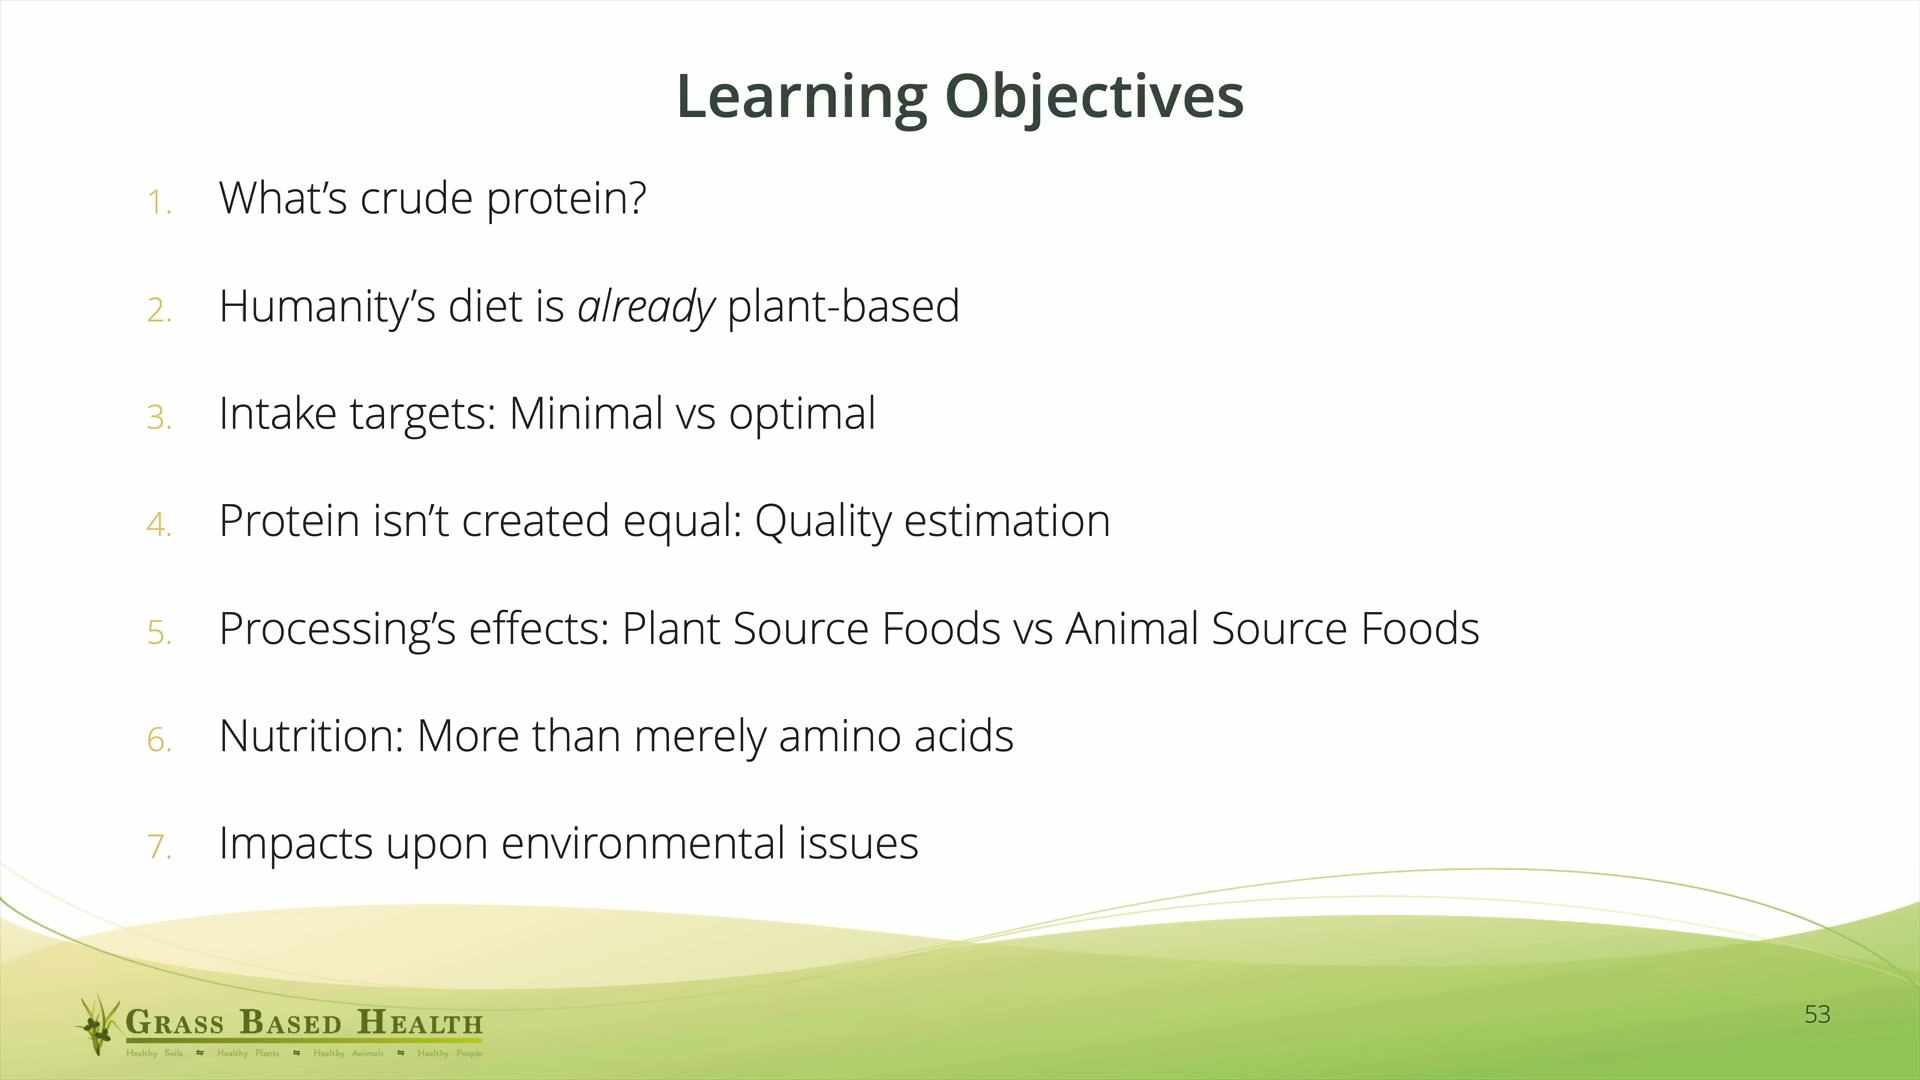 Learning Objectives
1. What’s crude protein?
2. Humanity’s diet is already plant-based
3. Intake targets: Minimal vs optimal
4. Protein isn’t created equal: Quality estimation
5. Processing’s effects: Plant Source Foods vs Animal Source Foods
6. Nutrition: More than merely amino acids
7. Impacts upon environmental issues
53
GRASS BASED HEALTH
Healthy Soils ⇋ Healthy Plants ⇋ Healthy Animals ⇋ Healthy People